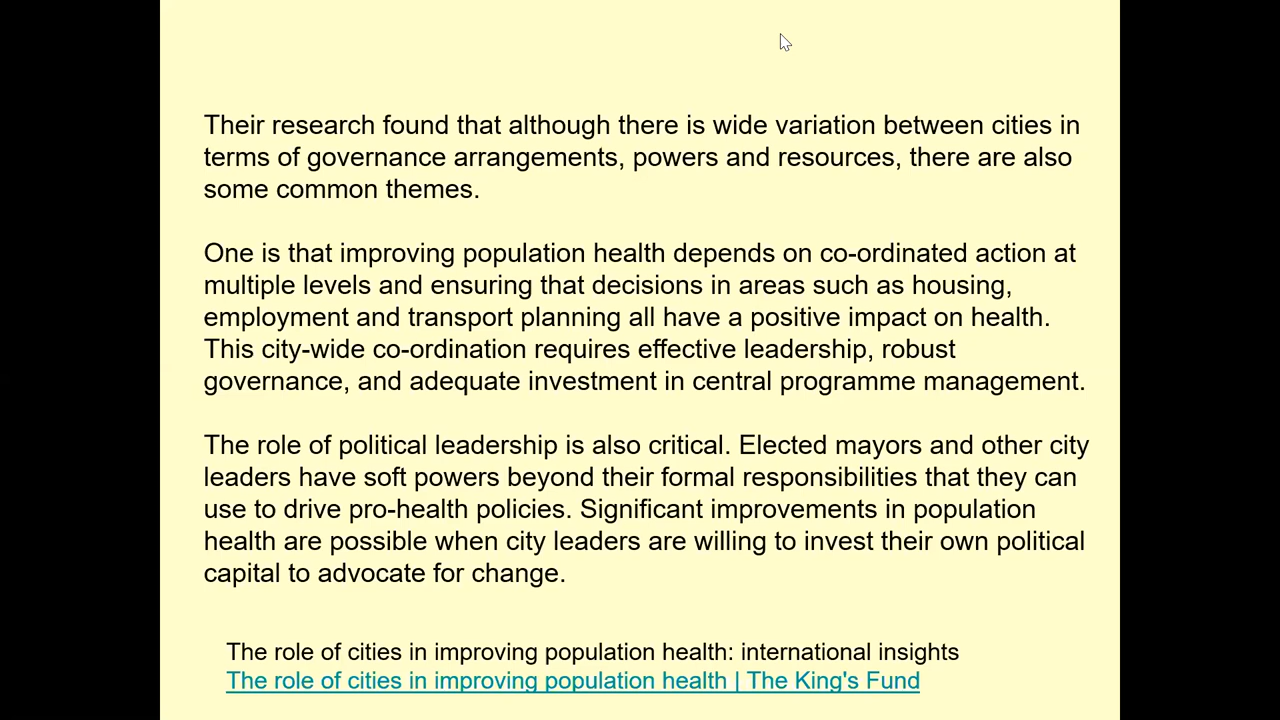 Their research found that although there is wide variation between cities in
terms of governance arrangements, powers and resources, there are also
some common themes.
One is that improving population health depends on co-ordinated action at
multiple levels and ensuring that decisions in areas such as housing,
employment and transport planning all have a positive impact on health.
This city-wide co-ordination requires effective leadership, robust
governance, and adequate investment in central programme management.
The role of political leadership is also critical. Elected mayors and other city
leaders have soft powers beyond their formal responsibilities that they can
use to drive pro-health policies. Significant improvements in population
health are possible when city leaders are willing to invest their own political
capital to advocate for change.
The role of cities in improving population health: international insights
The role of cities in improving population health | The King's Fund